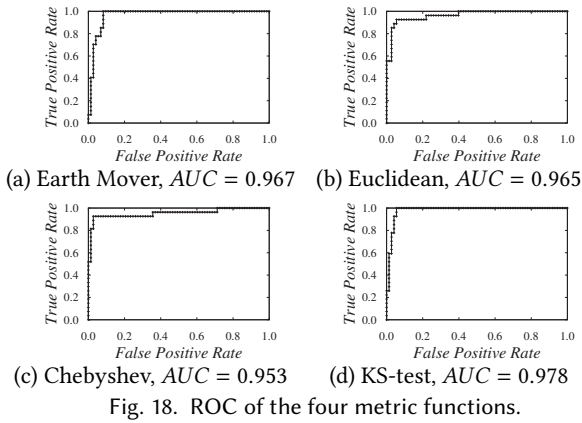 1.0
0.8
0.6
0.4
0.2
0.0
True Positive Rate
0.0 0.2 0.4 0.6 0.8 1.0
False Positive Rate
(a) Earth Mover, AUC = 0.967
1.0
0.8
0.6
0.4
0.2
0.0
True Positive Rate
0.0 0.2 0.4 0.6 0.8 1.0
False Positive Rate
(b) Euclidean, AUC = 0.965
1.0
0.8
0.6
0.4
0.2
0.0
True Positive Rate
0.0 0.2 0.4 0.6 0.8 1.0
False Positive Rate
(c) Chebyshev, AUC = 0.953
1.0
0.8
0.6
0.4
0.2
0.0
True Positive Rate
0.0 0.2 0.4 0.6 0.8 1.0
False Positive Rate
(d) KS-test, AUC = 0.978
Fig. 18. ROC of the four metric functions.